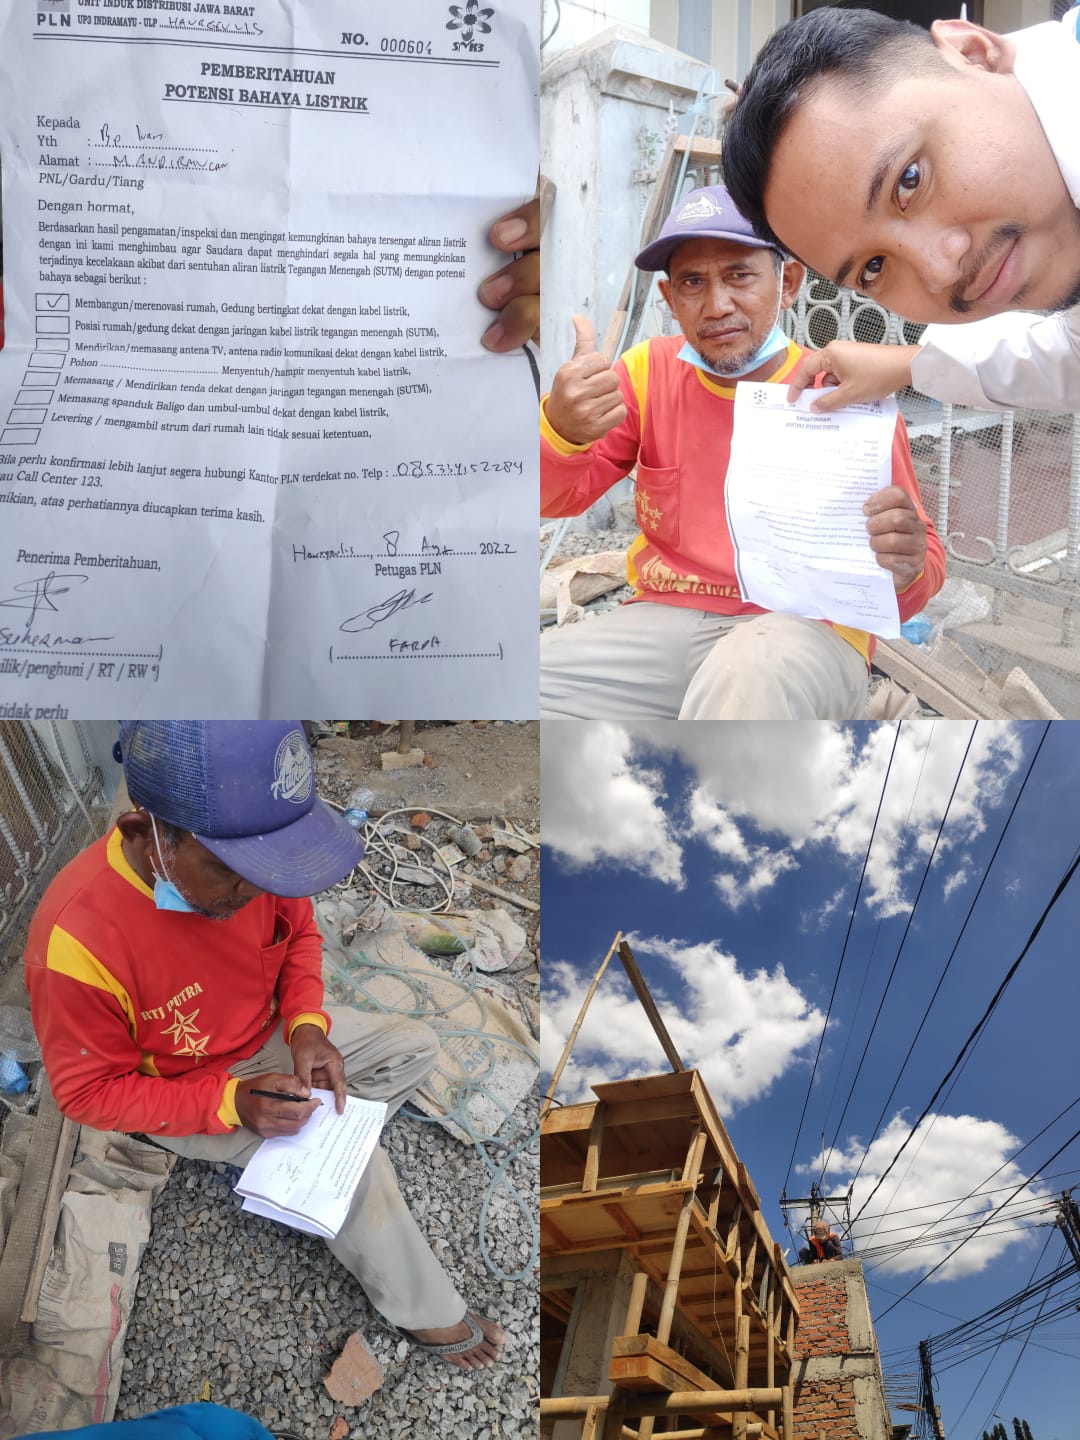 UNIT INDUK DISTRIBUSI JAWA BARAT
PLN UP3 INDRAMAYU - ULP HAURGEULIS
NO. 000604
SMK3
PEMBERITAHUAN
POTENSI BAHAYA LISTRIK
Kepada
Yth : Bp Iwan
Alamat :
PNL/Gardu/Tiang
Dengan hormat,
Berdasarkan hasil pengamatan/inspeksi dan mengingat kemungkinan bahaya tersengat aliran listrik
dengan ini kami menghimbau agar Saudara dapat menghindari segala hal yang memungkinkan
terjadinya kecelakaan akibat dari sentuhan aliran listrik Tegangan Menengah (SUTM) dengan potensi
bahaya sebagai berikut :
Membangun/merenovasi rumah, Gedung bertingkat dekat dengan kabel listrik,
Posisi rumah/gedung dekat dengan jaringan kabel listrik tegangan menengah (SUTM),
Mendirikan/memasang antena TV, antena radio komunikasi dekat dengan kabel listrik,
Pohon .................................. Menyentuh/hampir menyentuh kabel listrik,
Memasang / Mendirikan tenda dekat dengan jaringan tegangan menengah (SUTM),
Memasang spanduk Baligo dan umbul-umbul dekat dengan kabel listrik,
Levering / mengambil strum dari rumah lain tidak sesuai ketentuan,
Bila perlu konfirmasi lebih lanjut segera hubungi Kantor PLN terdekat no. Telp : 085314152284
au Call Center 123.
mikian, atas perhatiannya diucapkan terima kasih.
Haurgeulis, 8 Agt 2022
Penerima Pemberitahuan,
Petugas PLN
Suherman
FARDH
ilik/penghuni / RT / RW *)
tidak perlu
RTJ PUTRA